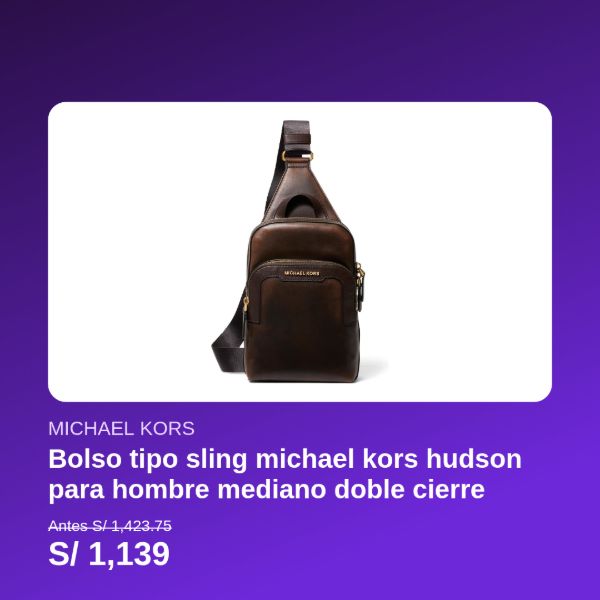 MICHAEL KORS
MICHAEL KORS
Bolso tipo sling michael kors hudson
para hombre mediano doble cierre
Antes S/ 1,423.75
S/ 1,139